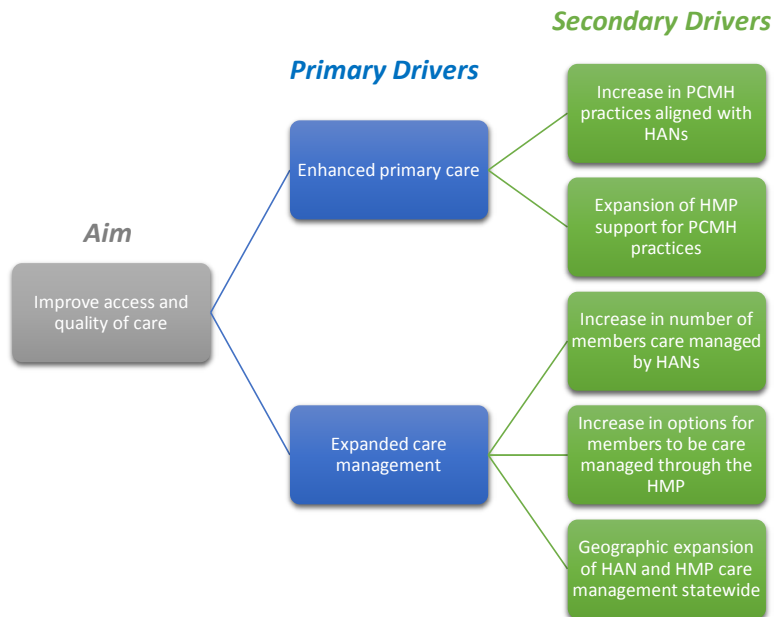 Secondary Drivers
Primary Drivers
Increase in PCMH
practices aligned with
HANs
Enhanced primary care
Expansion of HMP
support for PCMH
practices
Aim
Improve access and
quality of care
Increase in number of
members care managed
by HANs
Expanded care
management
Increase in options for
members to be care
managed through the
HMP
Geographic expansion
of HAN and HMP care
management statewide